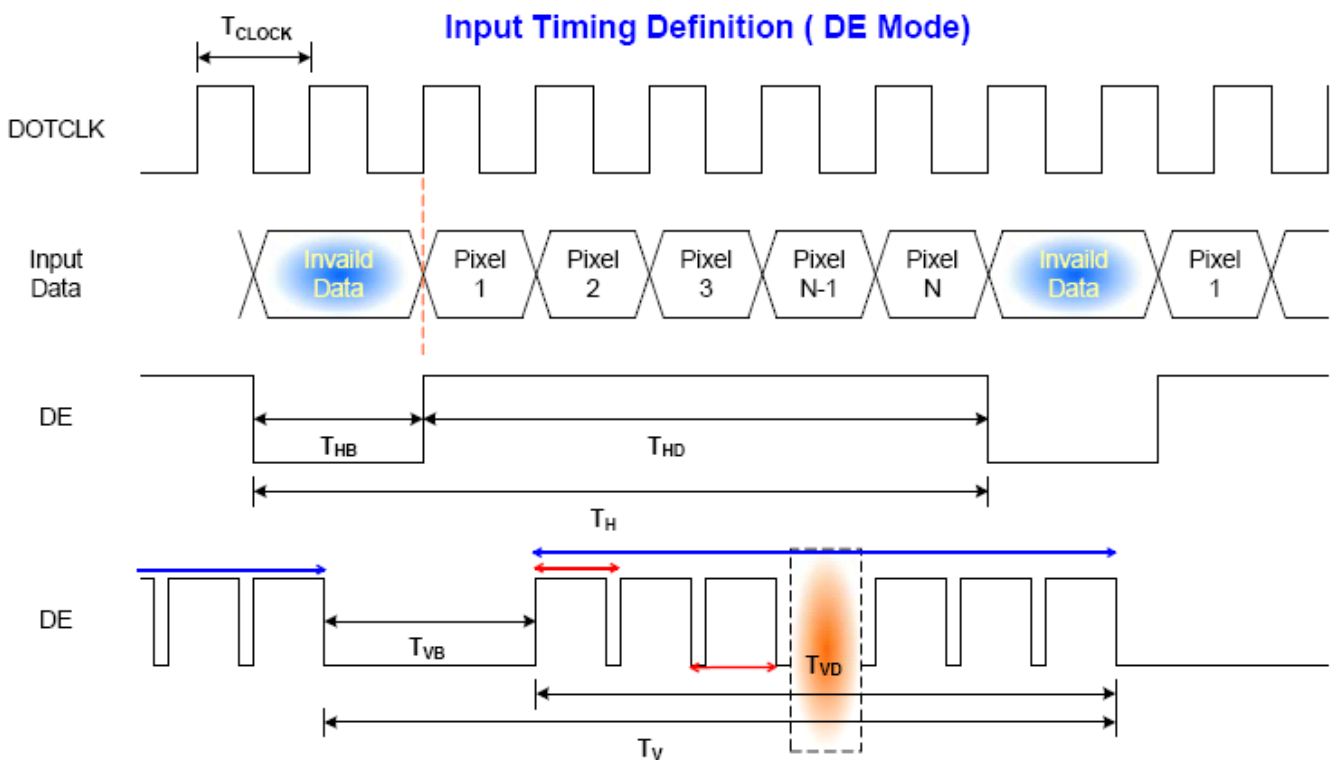 Input Timing Definition ( DE Mode)
TCLOCK
DOTCLK
Input
Data
Invaild
Data
Pixel
1
Pixel
2
Pixel
3
Pixel
N-1
Pixel
N
Invaild
Data
Pixel
1
DE
THB
THD
TH
DE
TVB
TVD
TV